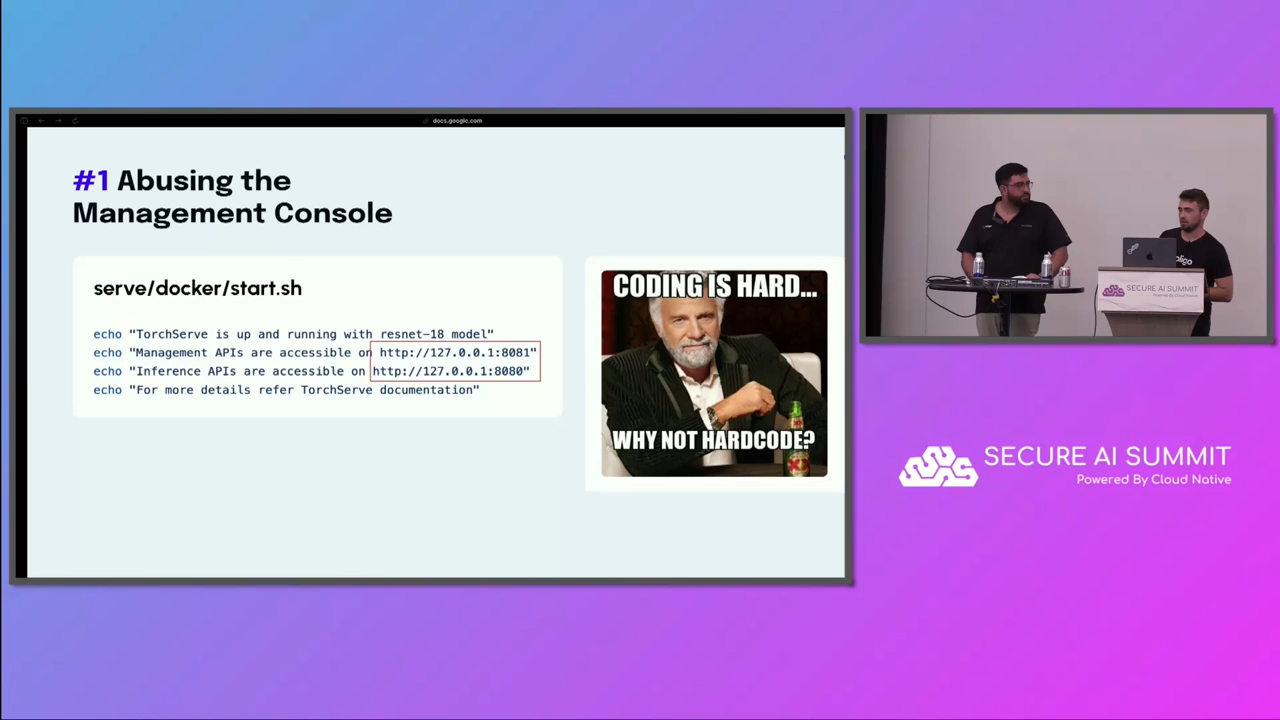 docs.google.com
#1 Abusing the
Management Console
serve/docker/start.sh
echo "TorchServe is up and running with resnet-18 model"
echo "Management APIs are accessible on http://127.0.0.1:8081"
echo "Inference APIs are accessible on http://127.0.0.1:8080"
echo "For more details refer TorchServe documentation"
CODING IS HARD...
WHY NOT HARDCODE?
SECURE AI SUMMIT
Powered By Cloud Native
SECURE AI SUMMIT
Powered By Cloud Native